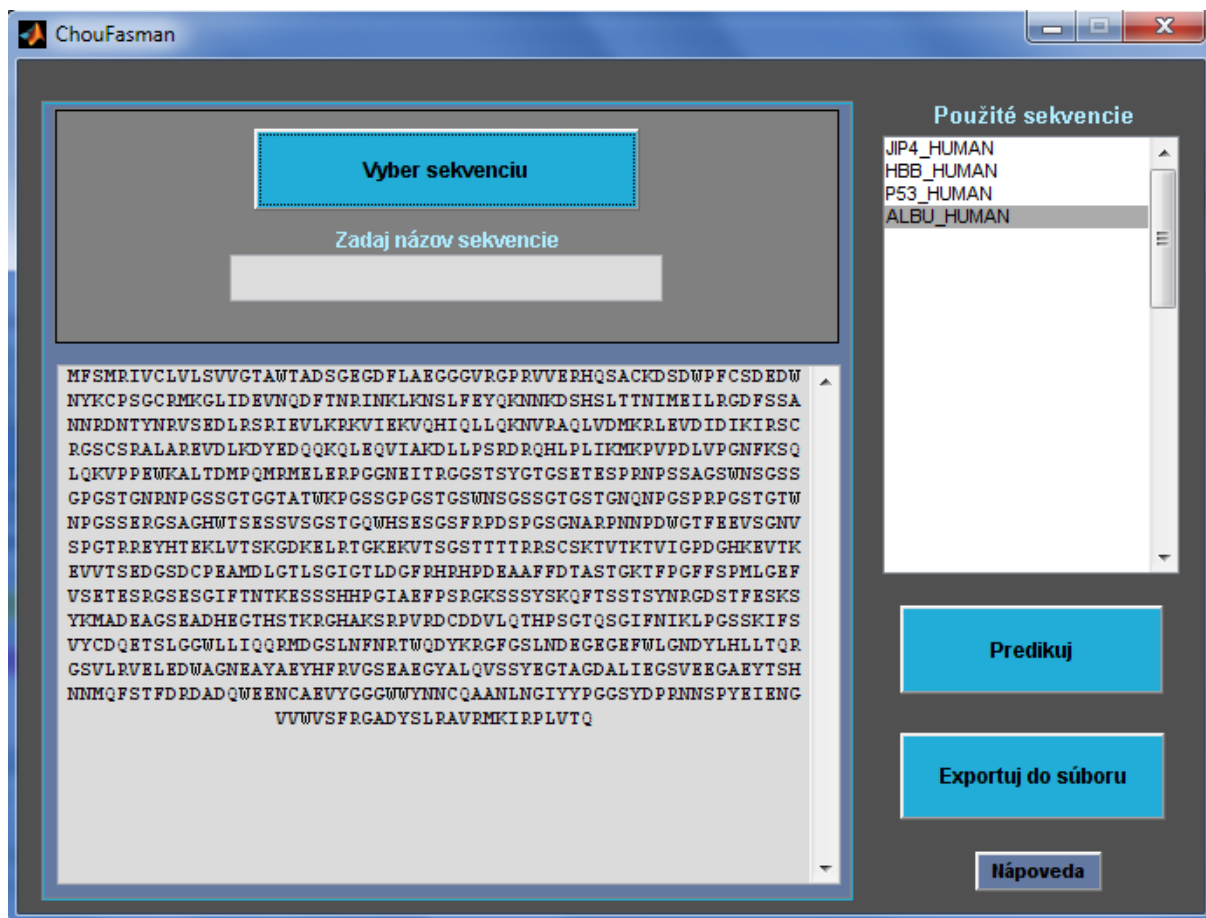 ChouFasman
Vyber sekvenciu
Zadaj názov sekvencie
MFSMRIVCLVLSVVGTAWTADSGEGDFLAEGGGVRGPRVVERHQSACKDSDWPFCSDEDW
NYKCPSGCRMKGLIDEVNQDFTNRINKLKNSLFEYQKNNKDSHSLTTNIMEILRGDFSSA
NNRDNTYNRVSEDLRSRIEVLKRKVIEKVQHIQLLQKNVRAQLVDMKRLEVDIDIKIRSC
RGSCSRALAREVDLKDYEDQQKQLEQVIAKDLLPSRDRQHLPLIKMKPVPDLVPGNFKSQ
LQKVPPEWKALTDMPQMRMELERPGGNEITRGGSTSYGTGSETESPRNPSSAGSWNSGSS
GPGSTGNRNPGSSGTGGTATWKPGSSGPGSTGSWNSGSSGTGSTGNQNPGSPRPGSTGTW
NPGSSERGSAGHWTSESSVSGSTGQWHSESGSFRPDSPGSGNARPNNPDWGTFEEVSGNV
SPGTRREYHTEKLVTSKGDKELRTGKEKVTSGSTTTTRRSCSKTVTKTVIGPDGHKEVTK
EVVTSEDGSDCPEAMDLGTLSGIGTLDGFRHRHPDEAAFFDTASTGKTFPGFFSPMLGEF
VSETESRGSESGIFTNTKESSSHHPGIAEFPSRGKSSSYSKQFTSSTSYNRGDSTFESKS
YKMADEAGSEADHEGTHSTKRGHAKSRPVRDCDDVLQTHPSGTQSGIFNIKLPGSSKIFS
VYCDQETSLGGWLLIQQRMDGSLNFNRTWQDYKRGFGSLNDEGEGEFWLGNDYLHLLTQR
GSVLRVELEDWAGNEAYAEYHFRVGSEAEGYALQVSSYEGTAGDALIEGSVEEGAEYTSH
NNMQFSTFDRDADQWEENCAEVYGGGWWYNNCQAANLNGIYYPGGSYDPRNNSPYEIENG
VVWVSFRGADYSLRAVRMKIRPLVTQ
Použité sekvencie
JIP4_HUMAN
HBB_HUMAN
P53_HUMAN
ALBU_HUMAN
Predikuj
Exportuj do súboru
Nápoveda